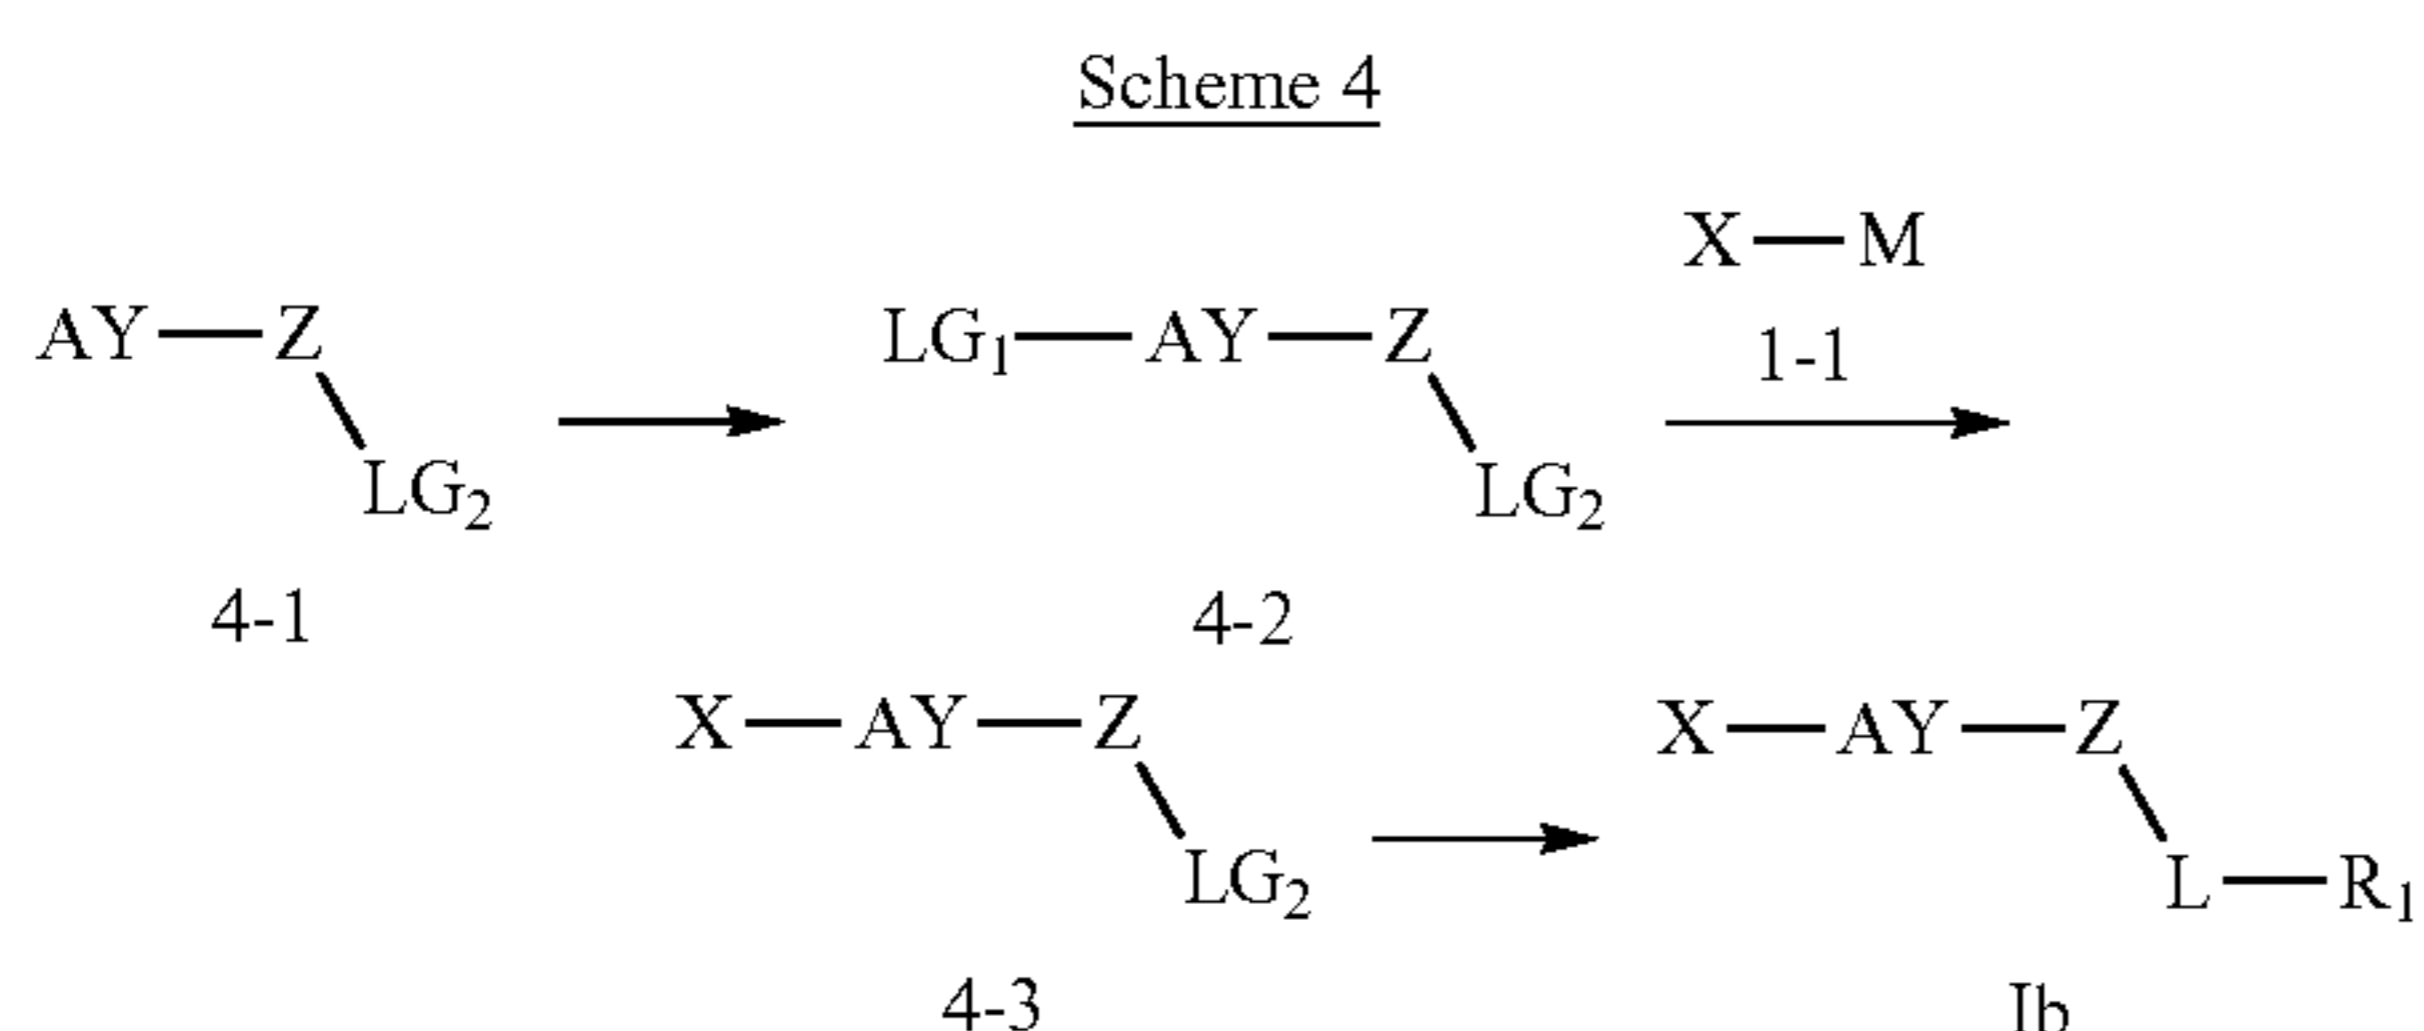 Scheme 4
X—M
1-1
AY—Z
LG₂
4-1
LG₁—AY—Z
LG₂
4-2
X—AY—Z
LG₂
4-3
X—AY—Z
L—R₁
Ib